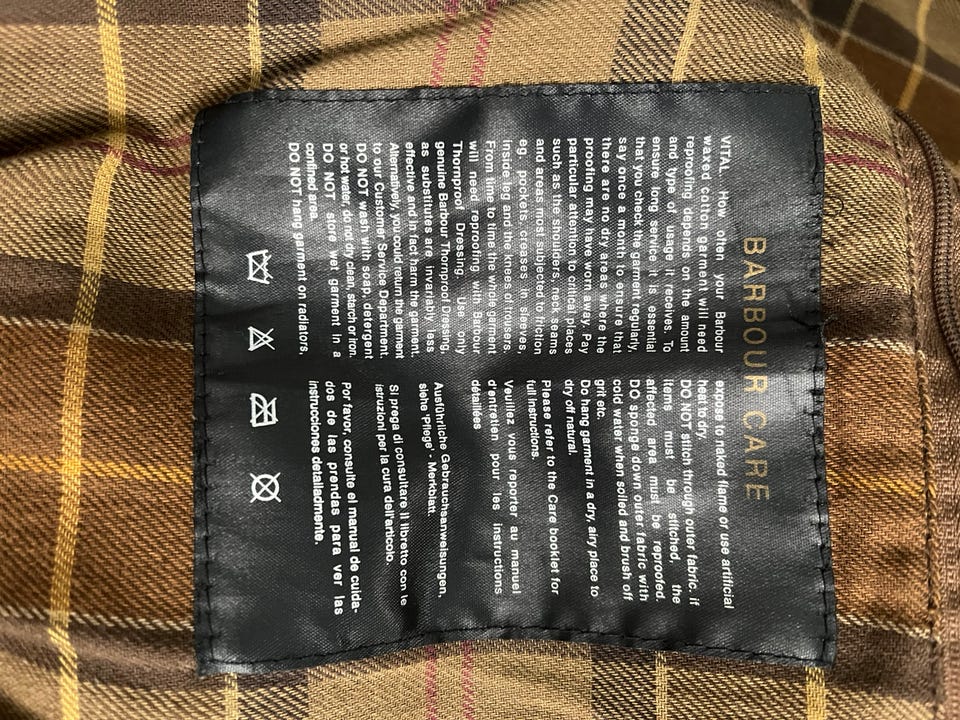 BARBOUR CARE
VITAL. How often your Barbour
waxed cotton garment will need
reproofing depends on the amount
and type of usage it receives. To
ensure long service it is essential
that you check the garment regularly,
say once a month to ensure that
there are no dry areas where the
proofing may have worn away. Pay
particular attention to critical places
such as the shoulders, neck seams
and areas most subjected to friction
eg. pockets, creases in sleeves,
inside leg and the knees of trousers.
From time to time the whole garment
will need reproofing with Barbour
Thornproof Dressing. Use only
genuine Barbour Thornproof Dressing,
as substitutes are invariably less
effective and in fact harm the garment.
Alternatively, you could return the garment
to our Customer Service Department.
DO NOT wash with soap, detergent
or hot water, do not dry clean, starch or iron.
DO NOT store wet garment in a
confined area.
DO NOT hang garment on radiators,
expose to naked flame or use artificial
heat to dry.
DO NOT stitch through outer fabric. if
items must be stitched, the
affected area must be reproofed.
DO sponge down outer fabric with
cold water when soiled and brush off
grit etc.
Do hang garment in a dry, airy place to
dry off natural.
Please refer to the Care booklet for
full instructions.
Veuillez vous reporter au manuel
d'entretien pour les instructions
détaillées
Ausführliche Gebrauchsanweisungen,
siehe 'Pflege' - Merkblatt.
Si prega di consultare il libretto con le
istruzioni per la cura dell'articolo.
Por favor, consulte el manual de cuida-
dos de las prendas para ver las
instrucciones detalladmente.